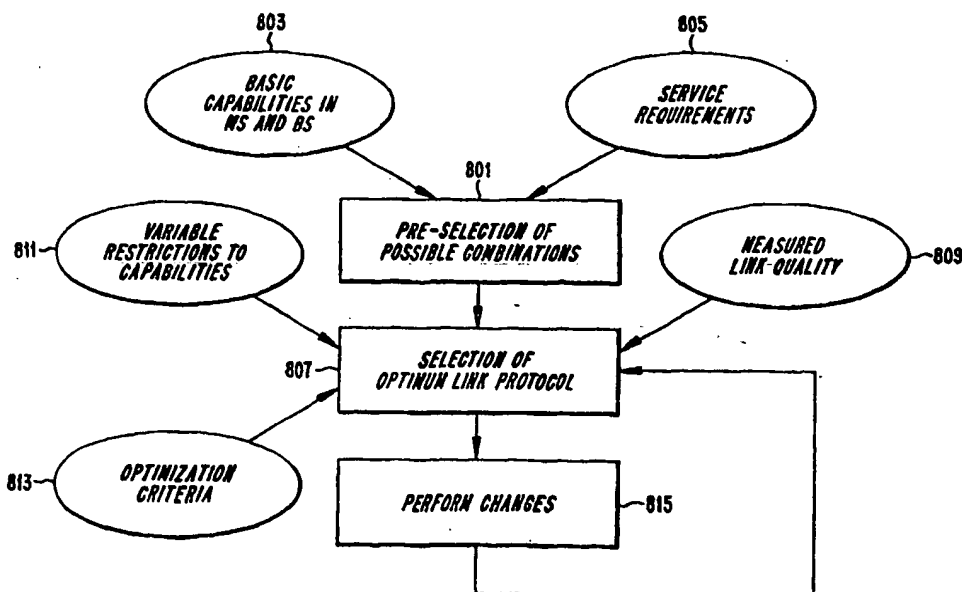 803
805
BASIC
CAPABILITIES IN
MS AND BS
SERVICE
REQUIREMENTS
801
PRE-SELECTION OF
POSSIBLE COMBINATIONS
811
VARIABLE
RESTRICTIONS TO
CAPABILITIES
MEASURED
LINK-QUALITY
809
807
SELECTION OF
OPTIMUM LINK PROTOCOL
813
OPTIMIZATION
CRITERIA
PERFORM CHANGES
815